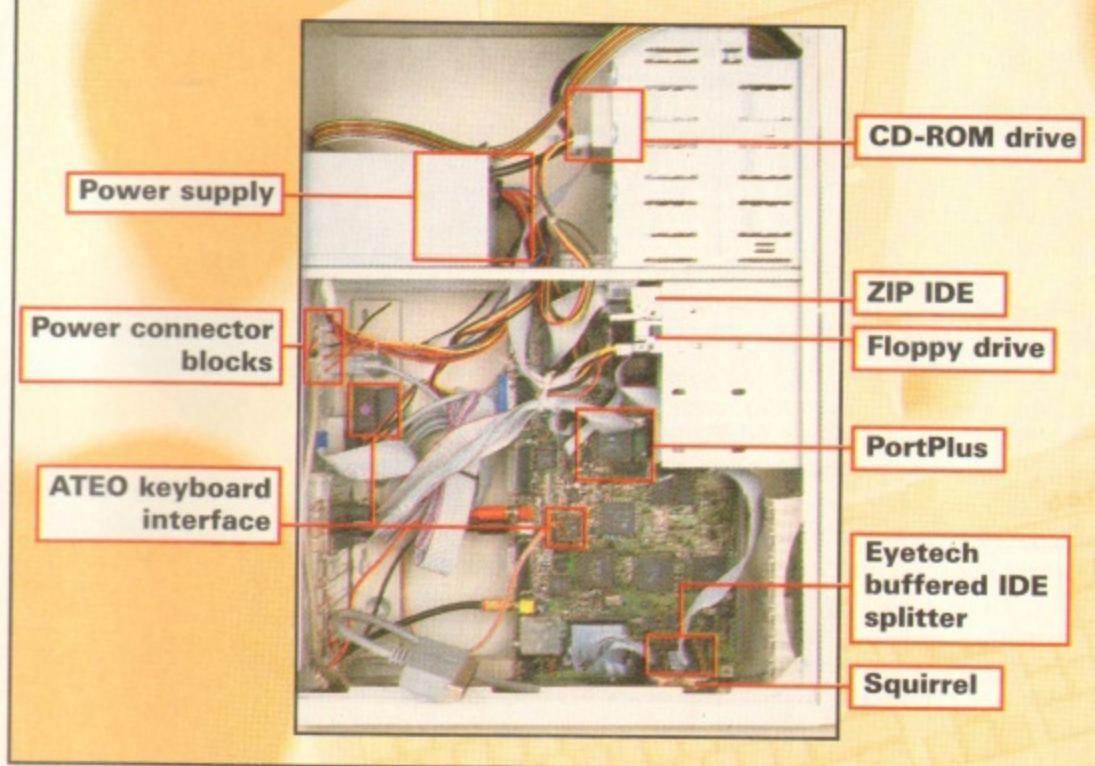 CD-ROM drive
Power supply
ZIP IDE
Power connector
blocks
Floppy drive
PortPlus
ATEO keyboard
interface
Eyetech
buffered IDE
splitter
Squirrel